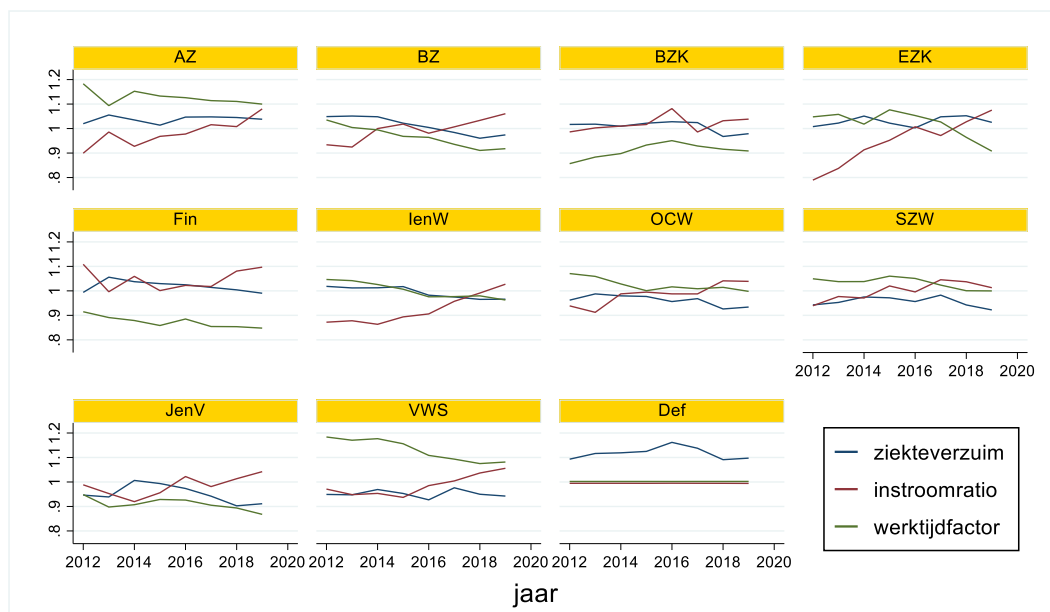 AZ BZ BZK EZK
.8 .9 1 1.1 1.2
Fin IenW OCW SZW
.8 .9 1 1.1 1.2
2012 2014 2016 2018 2020
JenV VWS Def
.8 .9 1 1.1 1.2
ziekteverzuim
instroomratio
werktijdfactor
2012 2014 2016 2018 2020 2012 2014 2016 2018 2020 2012 2014 2016 2018 2020
jaar